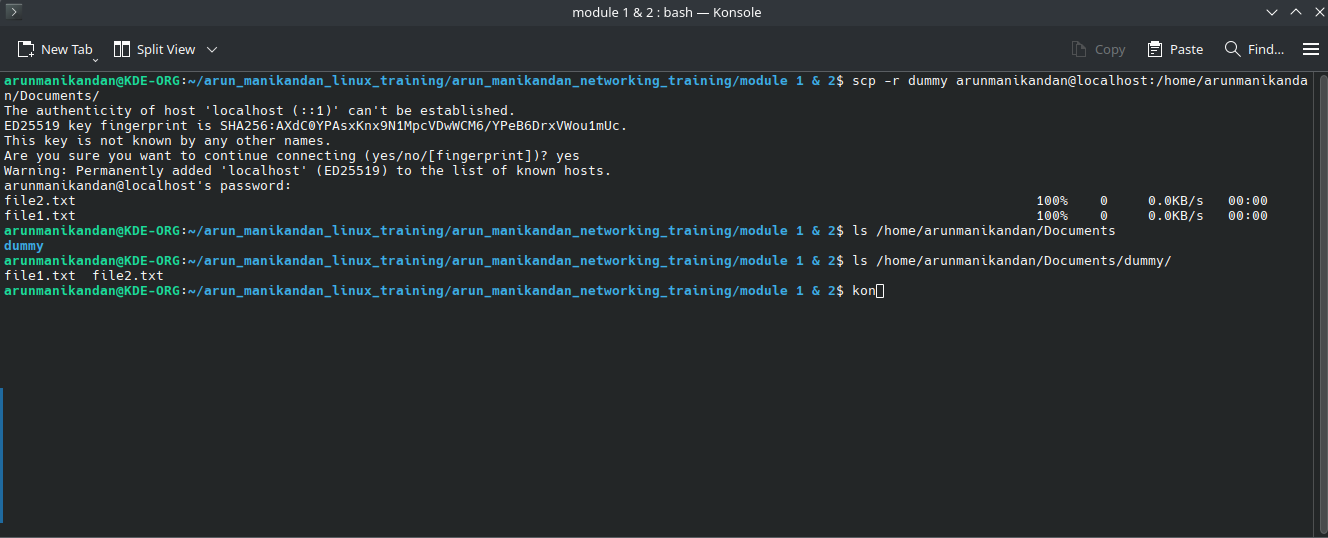 module 1 & 2 : bash — Konsole
New Tab
Split View
Copy
Paste
Find...
arunmanikandan@KDE-ORG:~/arun_manikandan_linux_training/arun_manikandan_networking_training/module 1 & 2$ scp -r dummy arunmanikandan@localhost:/home/arunmanikanda
n/Documents/
The authenticity of host 'localhost (::1)' can't be established.
ED25519 key fingerprint is SHA256:AXdC0YPAsxKnx9N1MpcVDwWCM6/YPeB6DrxVWou1mUc.
This key is not known by any other names.
Are you sure you want to continue connecting (yes/no/[fingerprint])? yes
Warning: Permanently added 'localhost' (ED25519) to the list of known hosts.
arunmanikandan@localhost's password:
file2.txt 100% 0 0.0KB/s 00:00
file1.txt 100% 0 0.0KB/s 00:00
arunmanikandan@KDE-ORG:~/arun_manikandan_linux_training/arun_manikandan_networking_training/module 1 & 2$ ls /home/arunmanikandan/Documents
dummy
arunmanikandan@KDE-ORG:~/arun_manikandan_linux_training/arun_manikandan_networking_training/module 1 & 2$ ls /home/arunmanikandan/Documents/dummy/
file1.txt  file2.txt
arunmanikandan@KDE-ORG:~/arun_manikandan_linux_training/arun_manikandan_networking_training/module 1 & 2$ kon